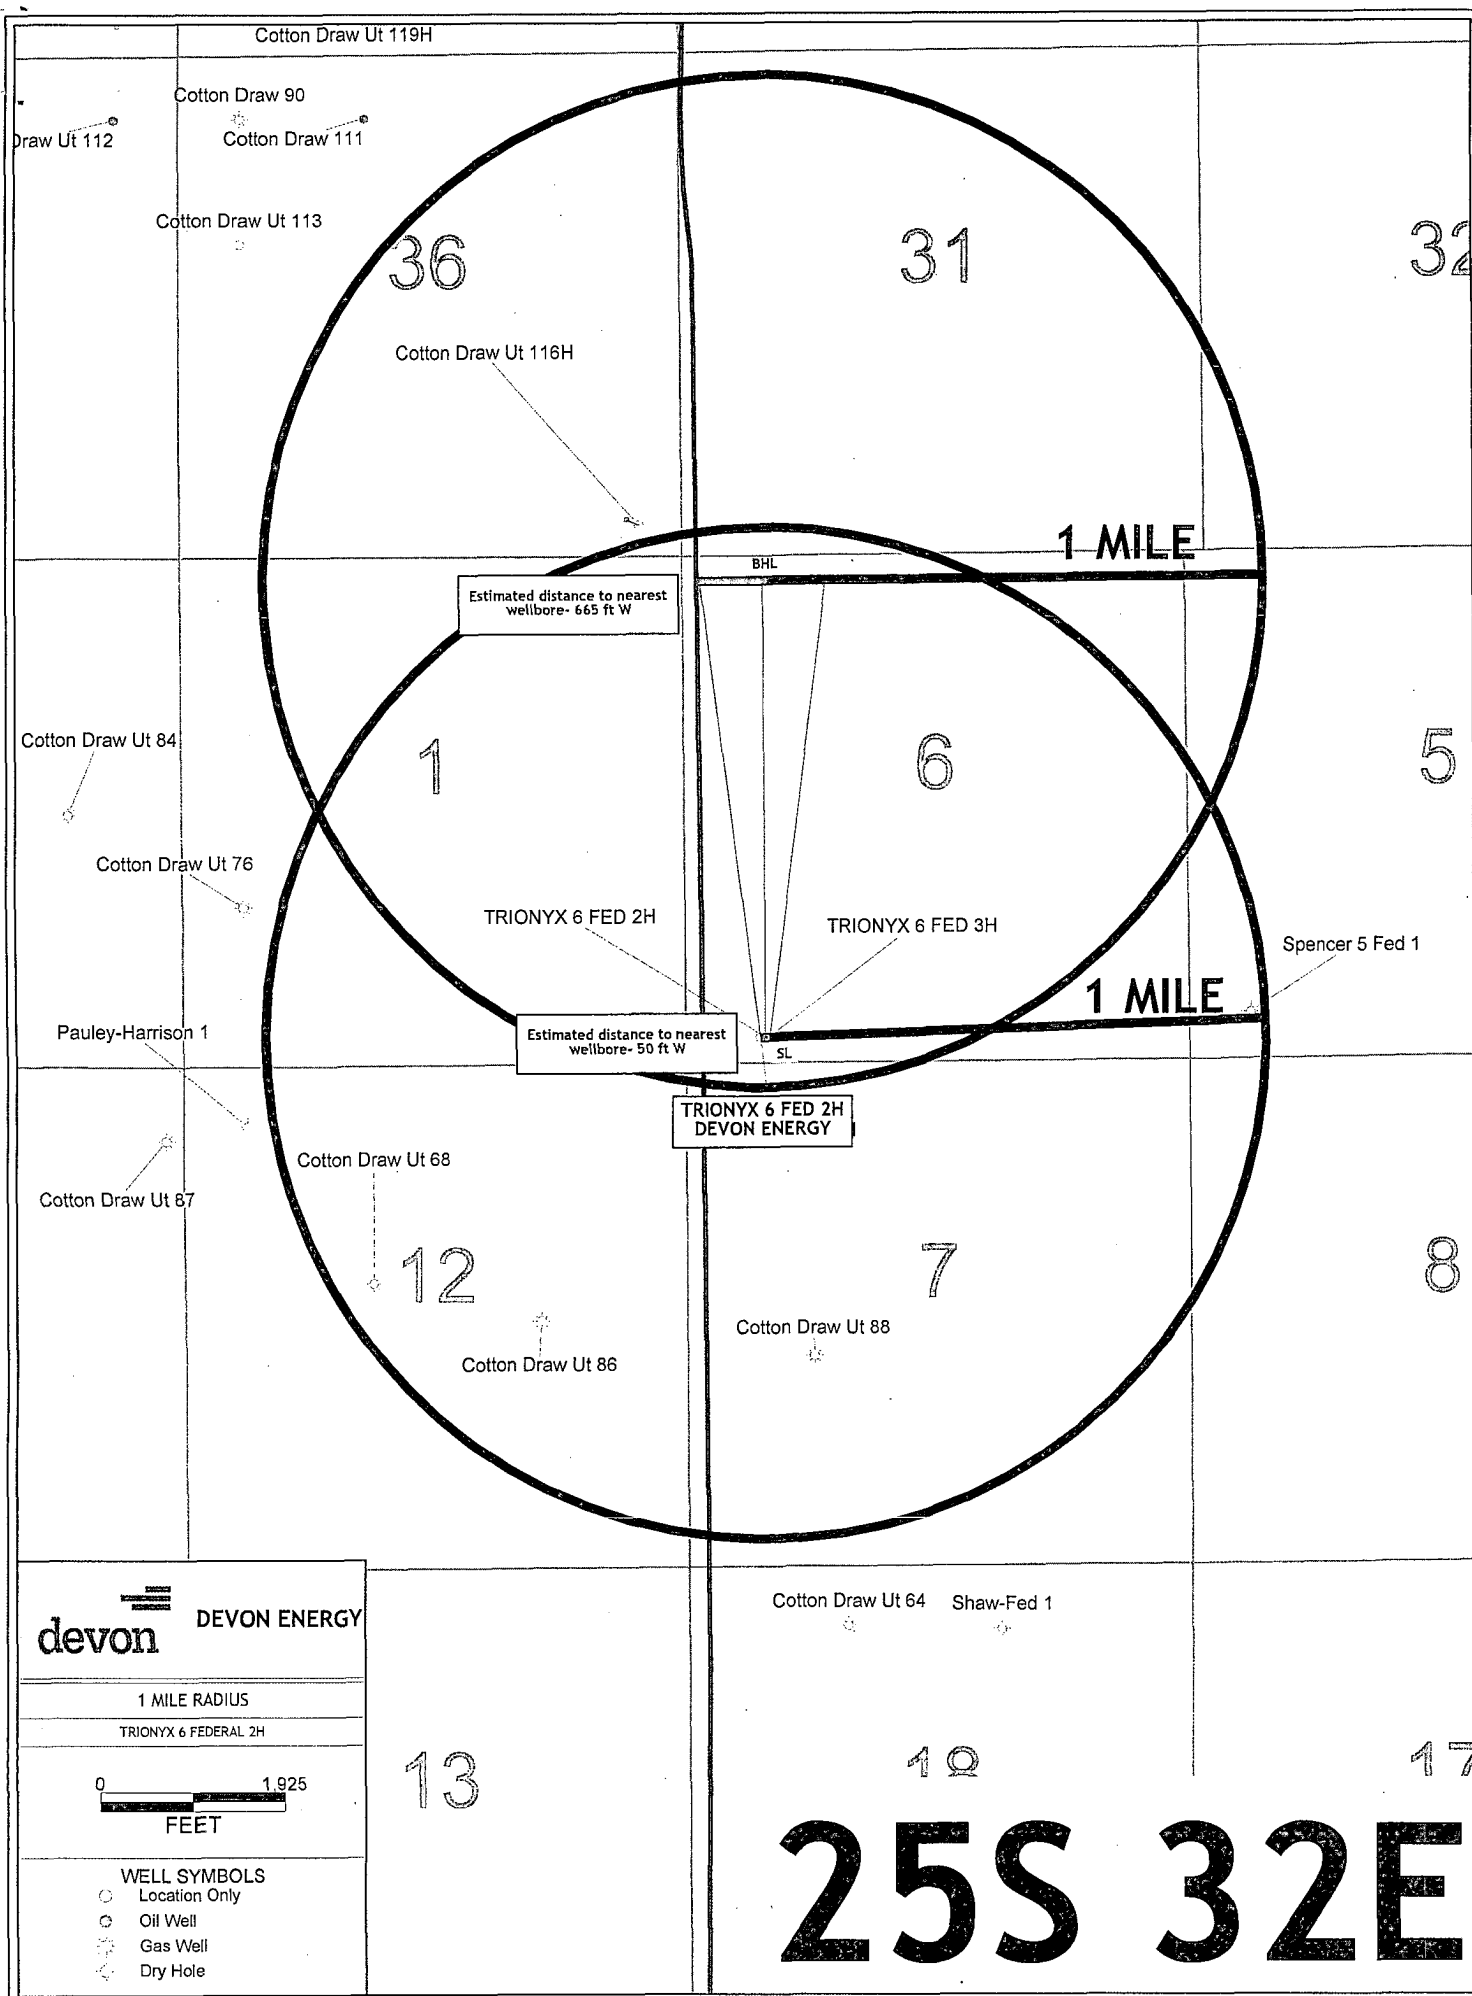 Cotton Draw Ut 119H
Cotton Draw 90
Draw Ut 112
Cotton Draw 111
Cotton Draw Ut 113
36
31
32
Cotton Draw Ut 116H
1 MILE
BHL
Estimated distance to nearest
wellbore- 665 ft W
Cotton Draw Ut 84
1
6
5
Cotton Draw Ut 76
TRIONYX 6 FED 2H
TRIONYX 6 FED 3H
Spencer 5 Fed 1
1 MILE
Pauley-Harrison 1
Estimated distance to nearest
wellbore- 50 ft W
SL
TRIONYX 6 FED 2H
DEVON ENERGY
Cotton Draw Ut 68
Cotton Draw Ut 87
12
7
8
Cotton Draw Ut 88
Cotton Draw Ut 86
Cotton Draw Ut 64
Shaw-Fed 1
devon
DEVON ENERGY
1 MILE RADIUS
TRIONYX 6 FEDERAL 2H
0 1,925
FEET
13
18
17
WELL SYMBOLS
Location Only
Oil Well
Gas Well
Dry Hole
25S 32E